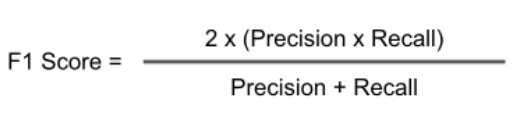 2 x (Precision x Recall)
F1 Score =
Precision + Recall